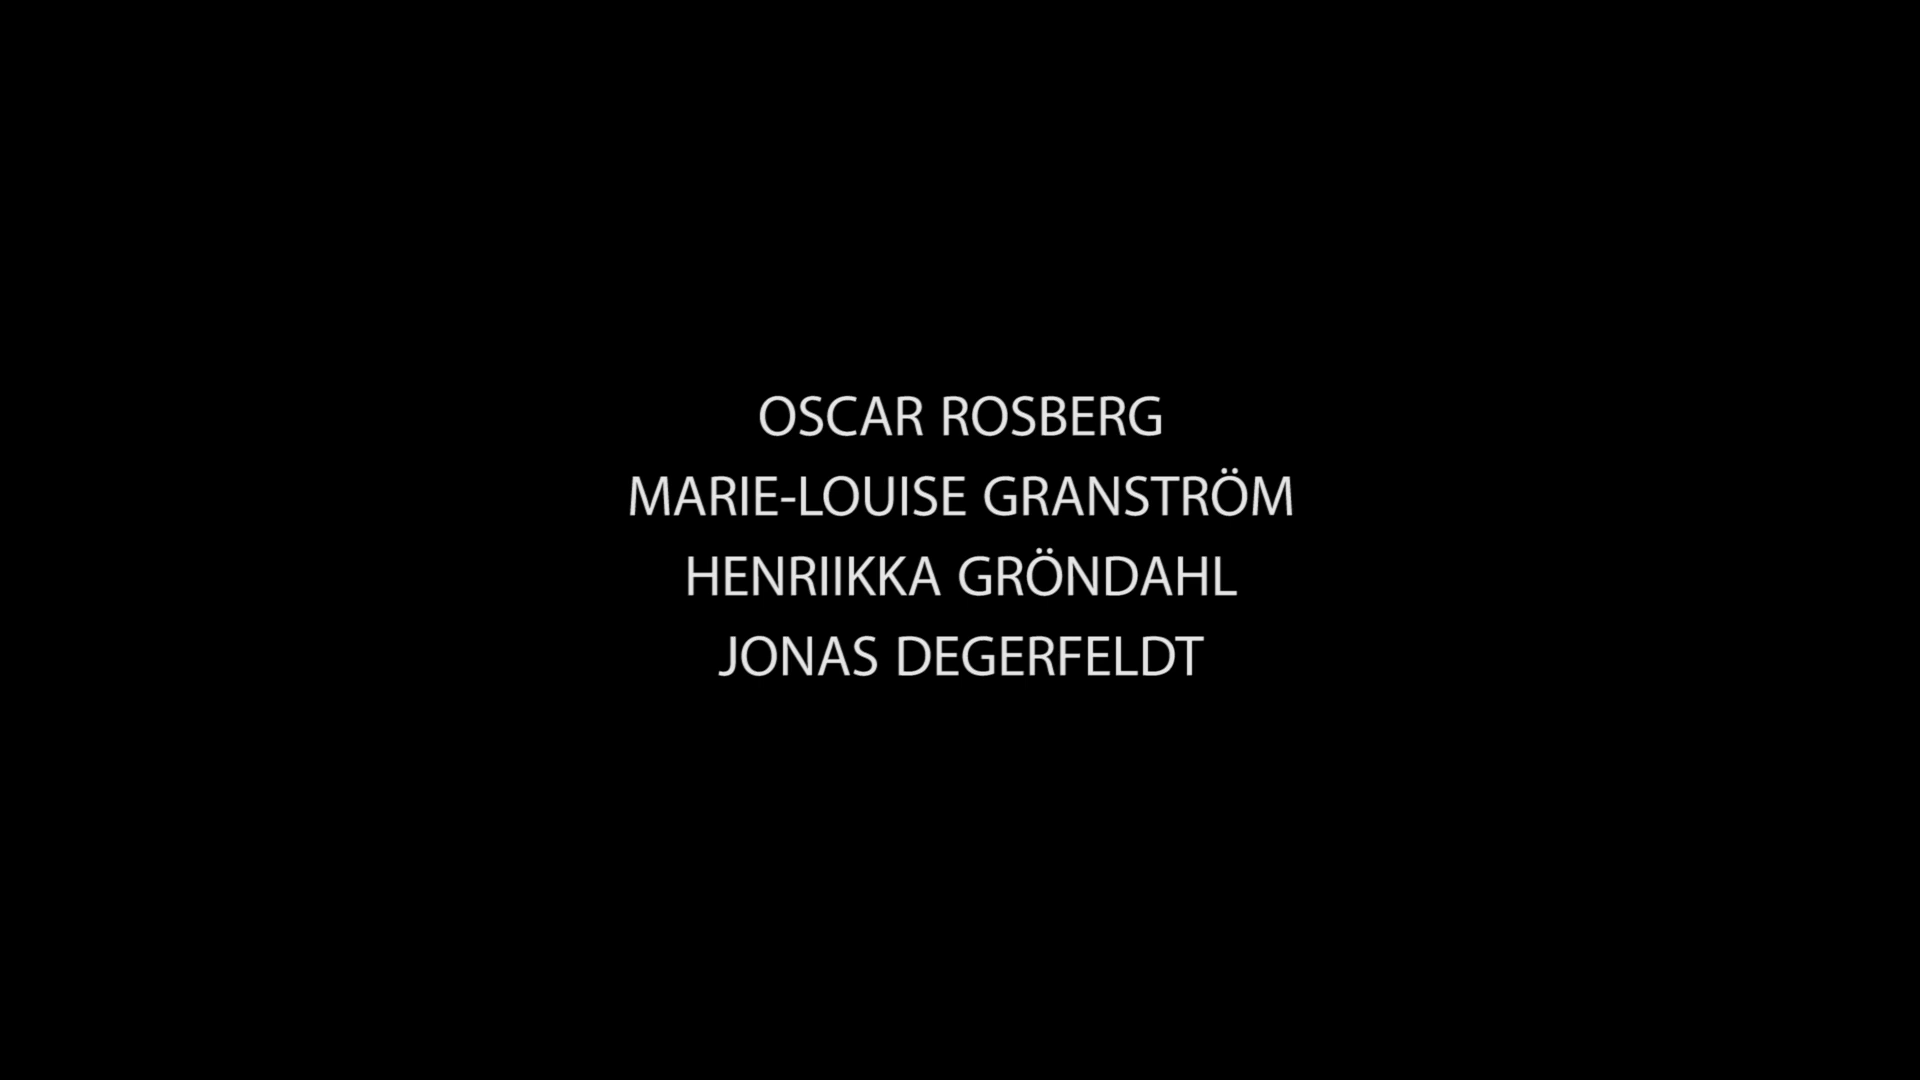 OSCAR ROSBERG
MARIE-LOUISE GRANSTRÖM
HENRIIKKA GRÖNDAHL
JONAS DEGERFELDT